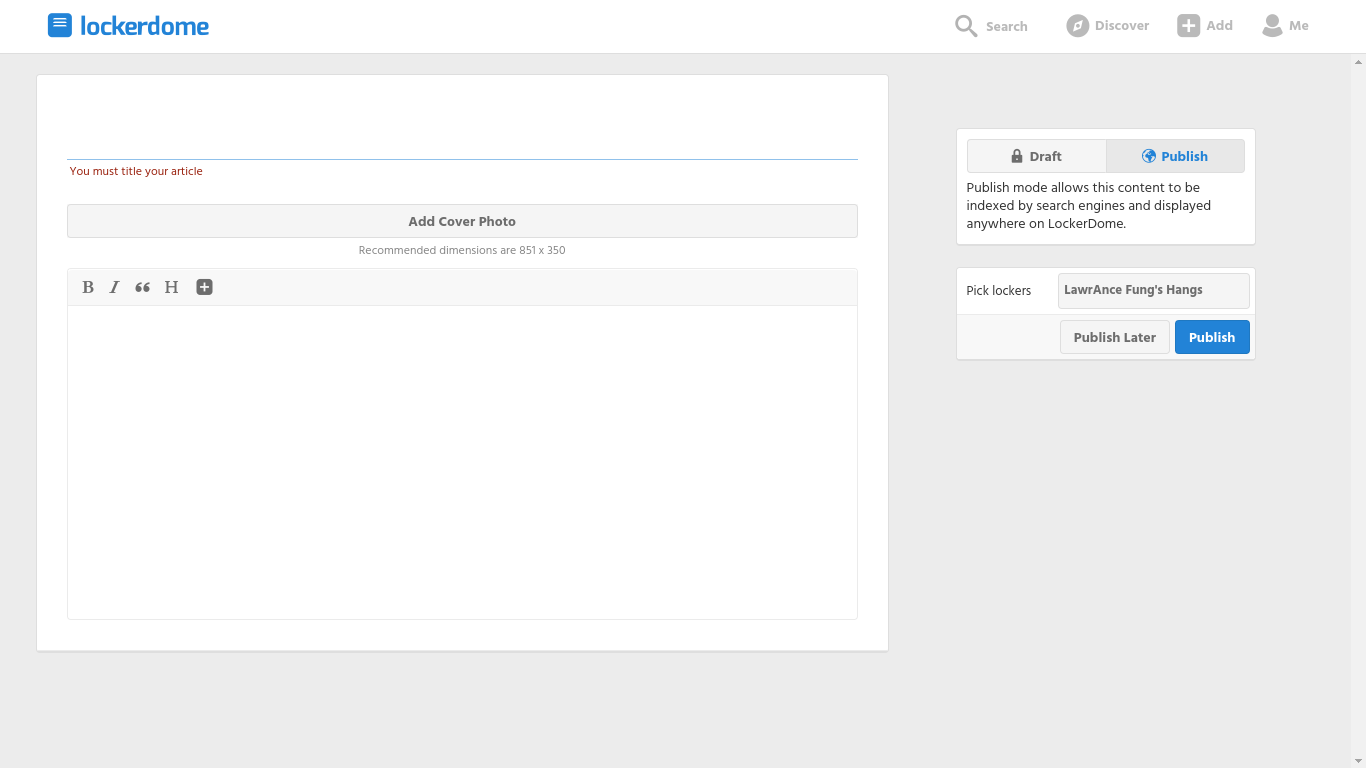 lockerdome
Search
Discover
Add
Me
You must title your article
Add Cover Photo
Recommended dimensions are 851 x 350
B I “ H
Draft
Publish
Publish mode allows this content to be
indexed by search engines and displayed
anywhere on LockerDome.
Pick lockers
LawrAnce Fung's Hangs
Publish Later
Publish